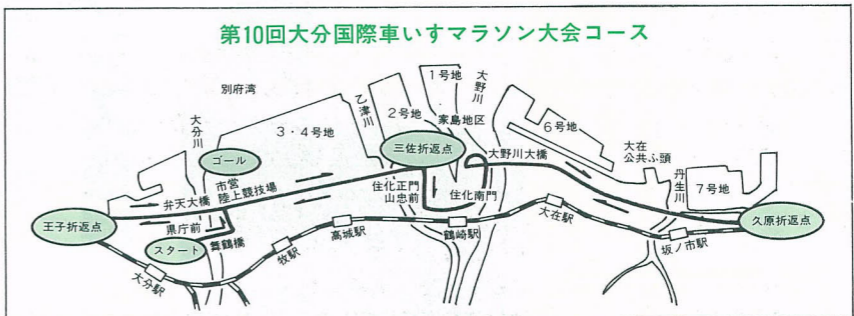 第10回大分国際車いすマラソン大会コース
別府湾
大分川
3・4号地
乙津川
2号地
1号地
家島地区
大野川
6号地
大在
公共ふ頭
丹生川
7号地
ゴール
三佐折返点
大野川大橋
市営
陸上競技場
弁天大橋
住化正門
山忠前
住化南門
王子折返点
県庁前
スタート
舞鶴橋
久原折返点
大分駅
牧駅
高城駅
鶴崎駅
大在駅
坂ノ市駅